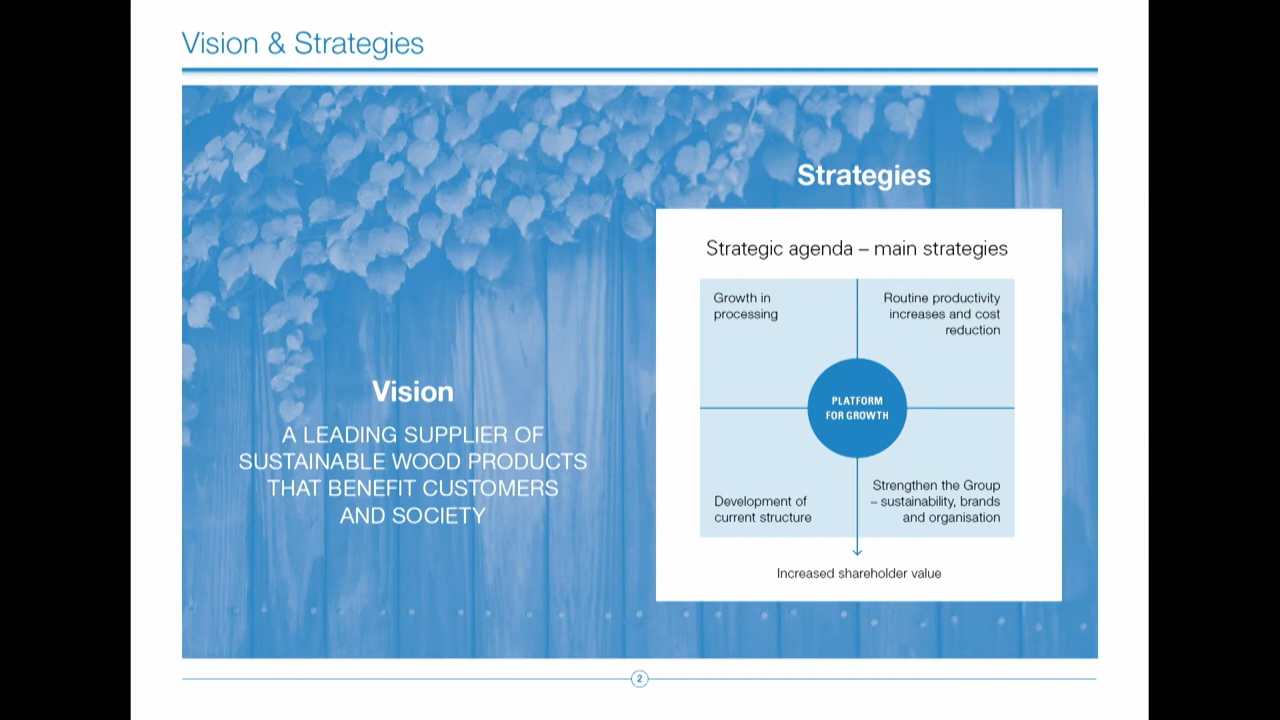 Vision & Strategies
Vision
A LEADING SUPPLIER OF
SUSTAINABLE WOOD PRODUCTS
THAT BENEFIT CUSTOMERS
AND SOCIETY
Strategies
Strategic agenda – main strategies
Growth in
processing
Routine productivity
increases and cost
reduction
PLATFORM
FOR GROWTH
Development of
current structure
Strengthen the Group
– sustainability, brands
and organisation
Increased shareholder value
2